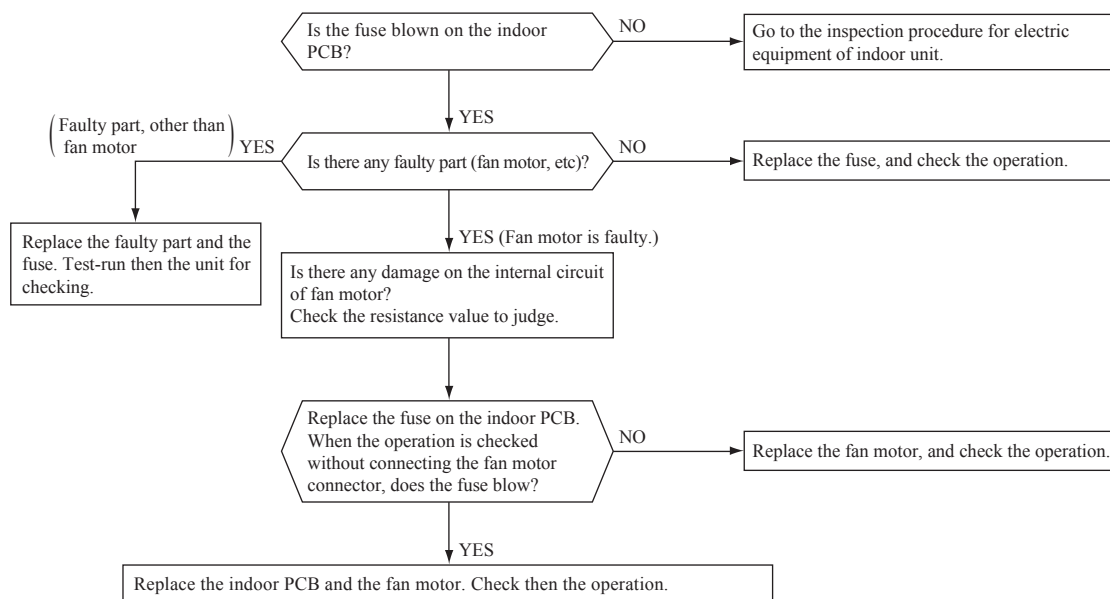 Is the fuse blown on the indoor
PCB?
NO
Go to the inspection procedure for electric
equipment of indoor unit.
YES
(Faulty part, other than
fan motor)
YES
Is there any faulty part (fan motor, etc)?
NO
Replace the fuse, and check the operation.
Replace the faulty part and the
fuse. Test-run then the unit for
checking.
YES (Fan motor is faulty.)
Is there any damage on the internal circuit
of fan motor?
Check the resistance value to judge.
Replace the fuse on the indoor PCB.
When the operation is checked
without connecting the fan motor
connector, does the fuse blow?
NO
Replace the fan motor, and check the operation.
YES
Replace the indoor PCB and the fan motor. Check then the operation.